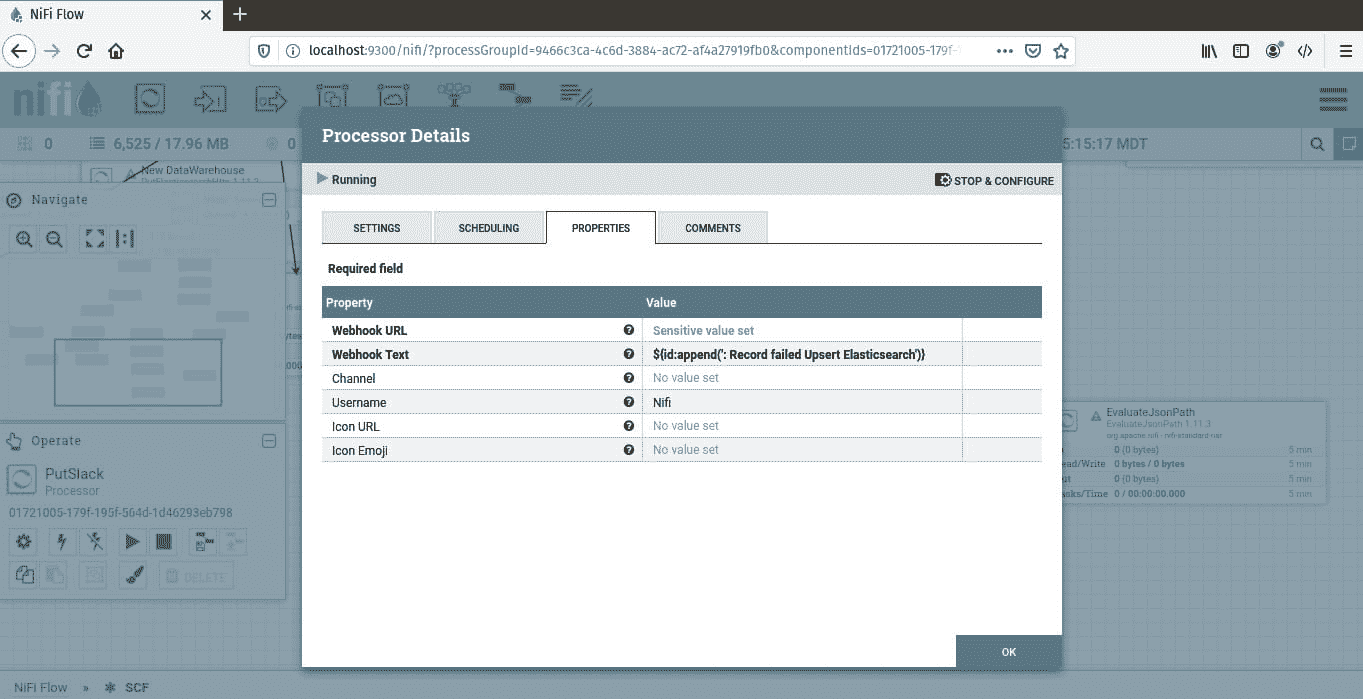 NiFi Flow
localhost:9300/nifi/?processGroupId=9466c3ca-4c6d-3884-ac72-af4a27919fb0&componentIds=01721005-179f-
nifi
0
6,525 / 17.96 MB
0
5:15:17 MDT
New DataWarehouse
Navigate
Operate
PutSlack
Processor
01721005-179f-195f-564d-1d46293eb798
DELETE
Processor Details
Running
STOP & CONFIGURE
SETTINGS SCHEDULING PROPERTIES COMMENTS
Required field
Property Value
Webhook URL Sensitive value set
Webhook Text ${id:append(': Record failed Upsert Elasticsearch')}
Channel No value set
Username Nifi
Icon URL No value set
Icon Emoji No value set
OK
EvaluateJsonPath
EvaluateJsonPath 1.11.3
org.apache.nifi - nifi-standard-nar
0 (0 bytes) 5 min
ead/Write 0 bytes / 0 bytes 5 min
ut 0 (0 bytes) 5 min
asks/Time 0 / 00:00:00.000 5 min
NiFi Flow » SCF